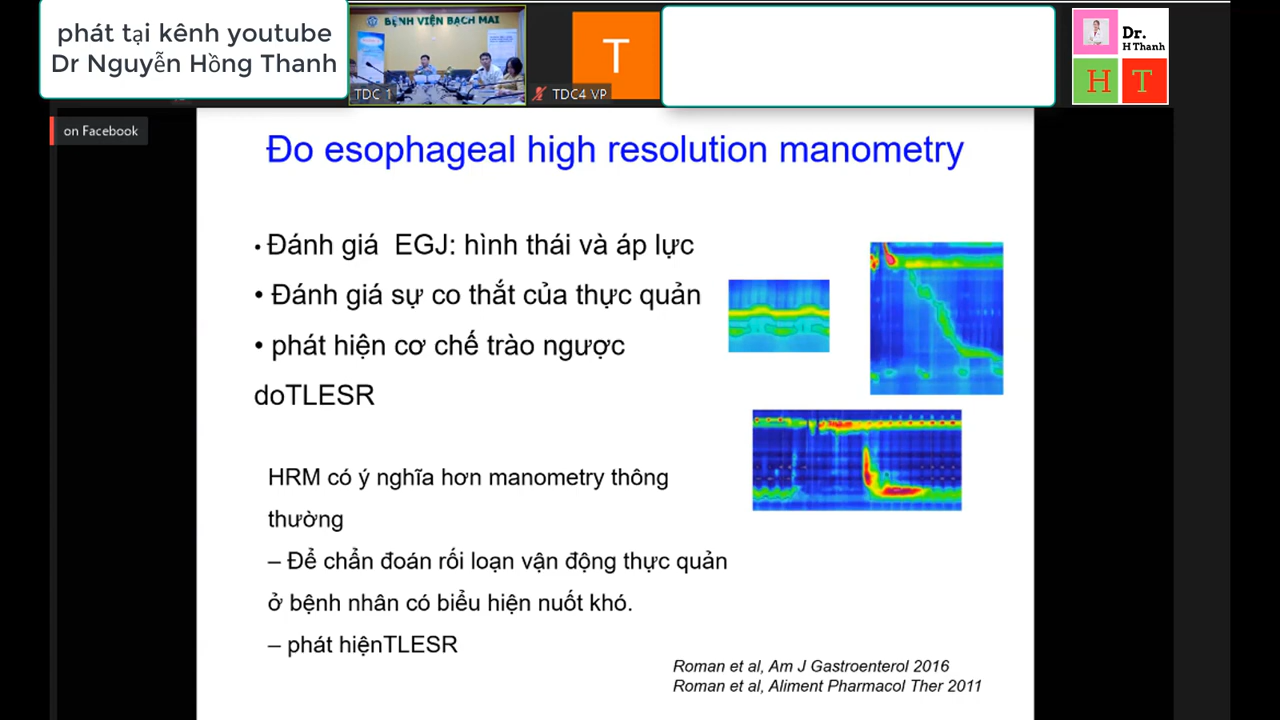 phát tại kênh youtube
Dr Nguyễn Hồng Thanh
BỆNH VIỆN BẠCH MAI
TDC 1
T
TDC4 VP
Dr.
H Thanh
H T
on Facebook
Đo esophageal high resolution manometry
• Đánh giá  EGJ: hình thái và áp lực
• Đánh giá sự co thắt của thực quản
• phát hiện cơ chế trào ngược
doTLESR
HRM có ý nghĩa hơn manometry thông
thường
– Để chẩn đoán rối loạn vận động thực quản
ở bệnh nhân có biểu hiện nuốt khó.
– phát hiệnTLESR
Roman et al, Am J Gastroenterol 2016
Roman et al, Aliment Pharmacol Ther 2011